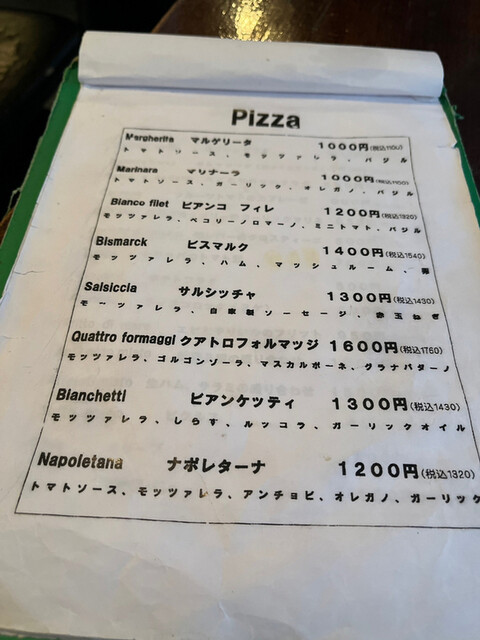 Pizza
Margherita マルゲリータ 1000円(税込1100)
トマトソース、モッツァレラ、バジル
Marinara マリナーラ 1000円(税込1100)
トマトソース、ガーリック、オレガノ、バジル
Bianco filet ビアンコ フィレ 1200円(税込1320)
モッツァレラ、ペコリーノロマーノ、ミニトマト、バジル
Bismarck ビスマルク 1400円(税込1540)
モッツァレラ、ハム、マッシュルーム、卵
Salsiccia サルシッチャ 1300円(税込1430)
モーツァレラ、自家製ソーセージ、赤玉ねぎ
Quattro formaggi クアトロフォルマッジ 1600円(税込1760)
モッツァレラ、ゴルゴンゾーラ、マスカルポーネ、グラナパダーノ
Bianchetti ビアンケッティ 1300円(税込1430)
モッツァレラ、しらす、ルッコラ、ガーリックオイル
Napoletana ナポレターナ 1200円(税込1320)
トマトソース、モッツァレラ、アンチョビ、オレガノ、ガーリック